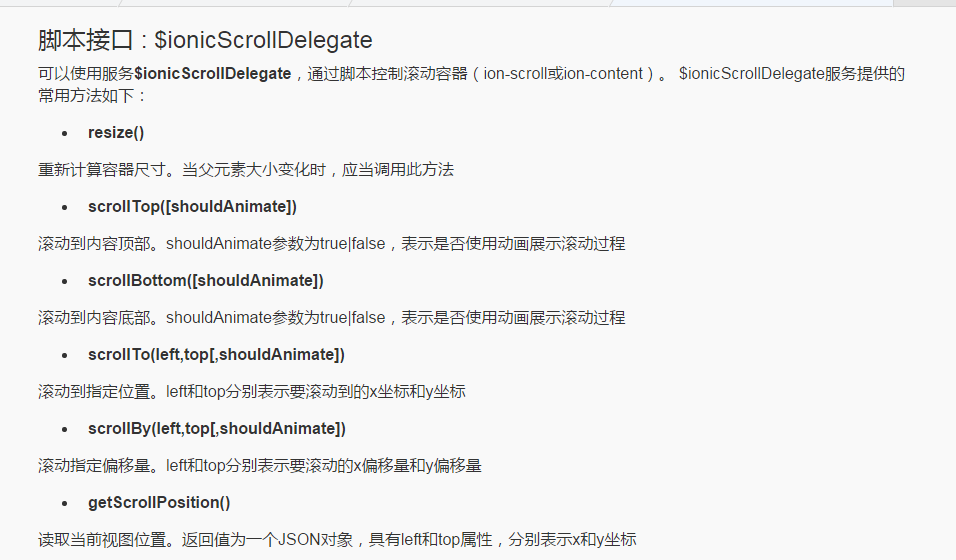 脚本接口：$ionicScrollDelegate
可以使用服务$ionicScrollDelegate，通过脚本控制滚动容器（ion-scroll或ion-content）。 $ionicScrollDelegate服务提供的
常用方法如下：
• resize()
重新计算容器尺寸。当父元素大小变化时，应当调用此方法
• scrollTop([shouldAnimate])
滚动到内容顶部。shouldAnimate参数为true|false，表示是否使用动画展示滚动过程
• scrollBottom([shouldAnimate])
滚动到内容底部。shouldAnimate参数为true|false，表示是否使用动画展示滚动过程
• scrollTo(left,top[,shouldAnimate])
滚动到指定位置。left和top分别表示要滚动到的x坐标和y坐标
• scrollBy(left,top[,shouldAnimate])
滚动指定偏移量。left和top分别表示要滚动的x偏移量和y偏移量
• getScrollPosition()
读取当前视图位置。返回值为一个JSON对象，具有left和top属性，分别表示x和y坐标